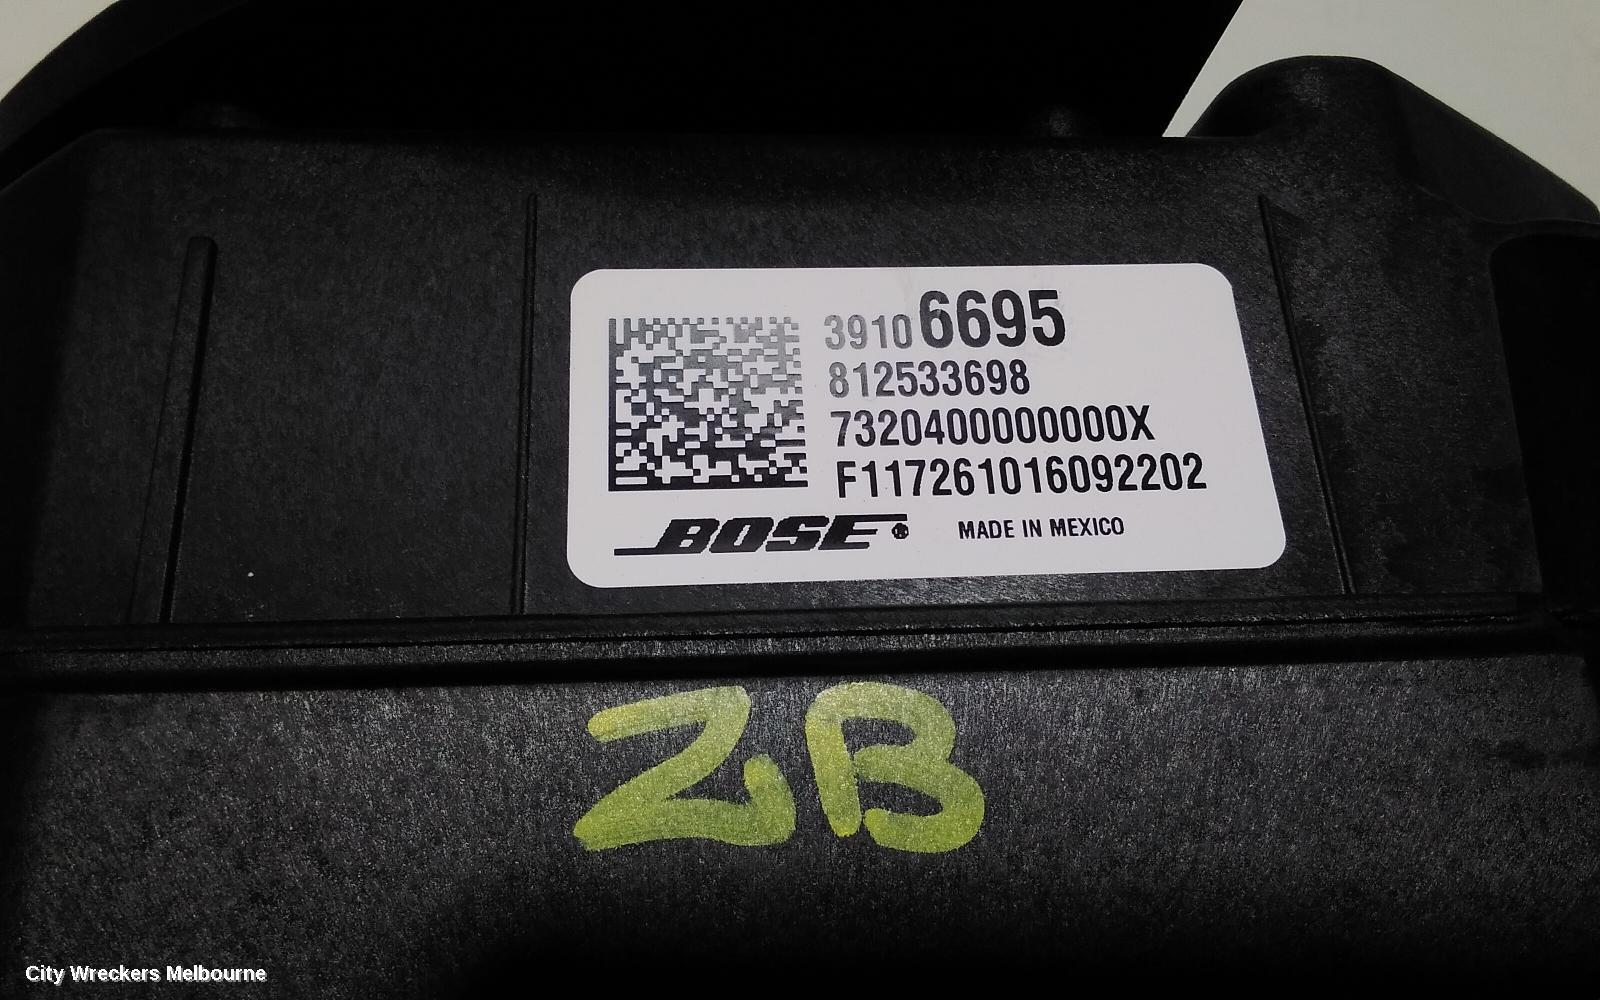 39106695
812533698
7320400000000X
F117261016092202
BOSE® MADE IN MEXICO
ZB
City Wreckers Melbourne